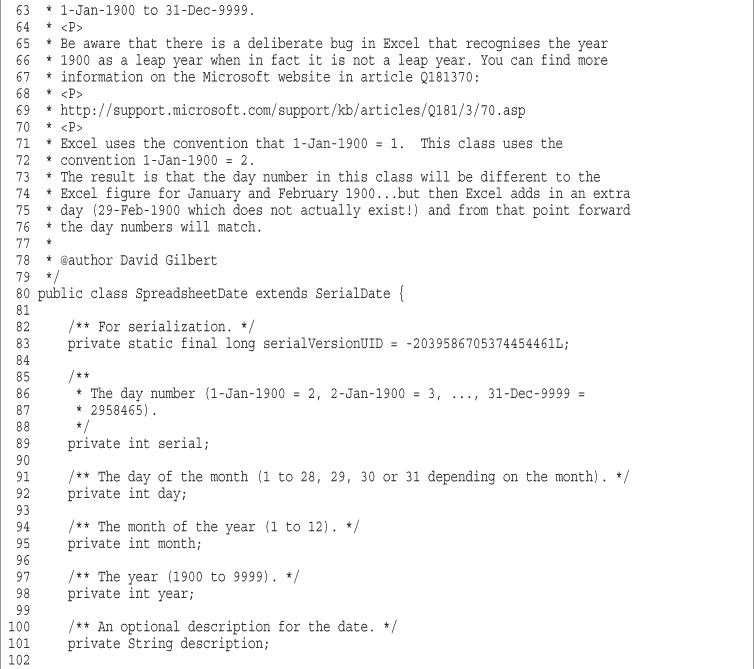 63  * 1-Jan-1900 to 31-Dec-9999.
64  * <P>
65  * Be aware that there is a deliberate bug in Excel that recognises the year
66  * 1900 as a leap year when in fact it is not a leap year. You can find more
67  * information on the Microsoft website in article Q181370:
68  * <P>
69  * http://support.microsoft.com/support/kb/articles/Q181/3/70.asp
70  * <P>
71  * Excel uses the convention that 1-Jan-1900 = 1.  This class uses the
72  * convention 1-Jan-1900 = 2.
73  * The result is that the day number in this class will be different to the
74  * Excel figure for January and February 1900...but then Excel adds in an extra
75  * day (29-Feb-1900 which does not actually exist!) and from that point forward
76  * the day numbers will match.
77  *
78  * @author David Gilbert
79  */
80 public class SpreadsheetDate extends SerialDate {
81
82     /** For serialization. */
83     private static final long serialVersionUID = -2039586705374454461L;
84
85     /**
86      * The day number (1-Jan-1900 = 2, 2-Jan-1900 = 3, ..., 31-Dec-9999 =
87      * 2958465).
88      */
89     private int serial;
90
91     /** The day of the month (1 to 28, 29, 30 or 31 depending on the month). */
92     private int day;
93
94     /** The month of the year (1 to 12). */
95     private int month;
96
97     /** The year (1900 to 9999). */
98     private int year;
99
100     /** An optional description for the date. */
101     private String description;
102